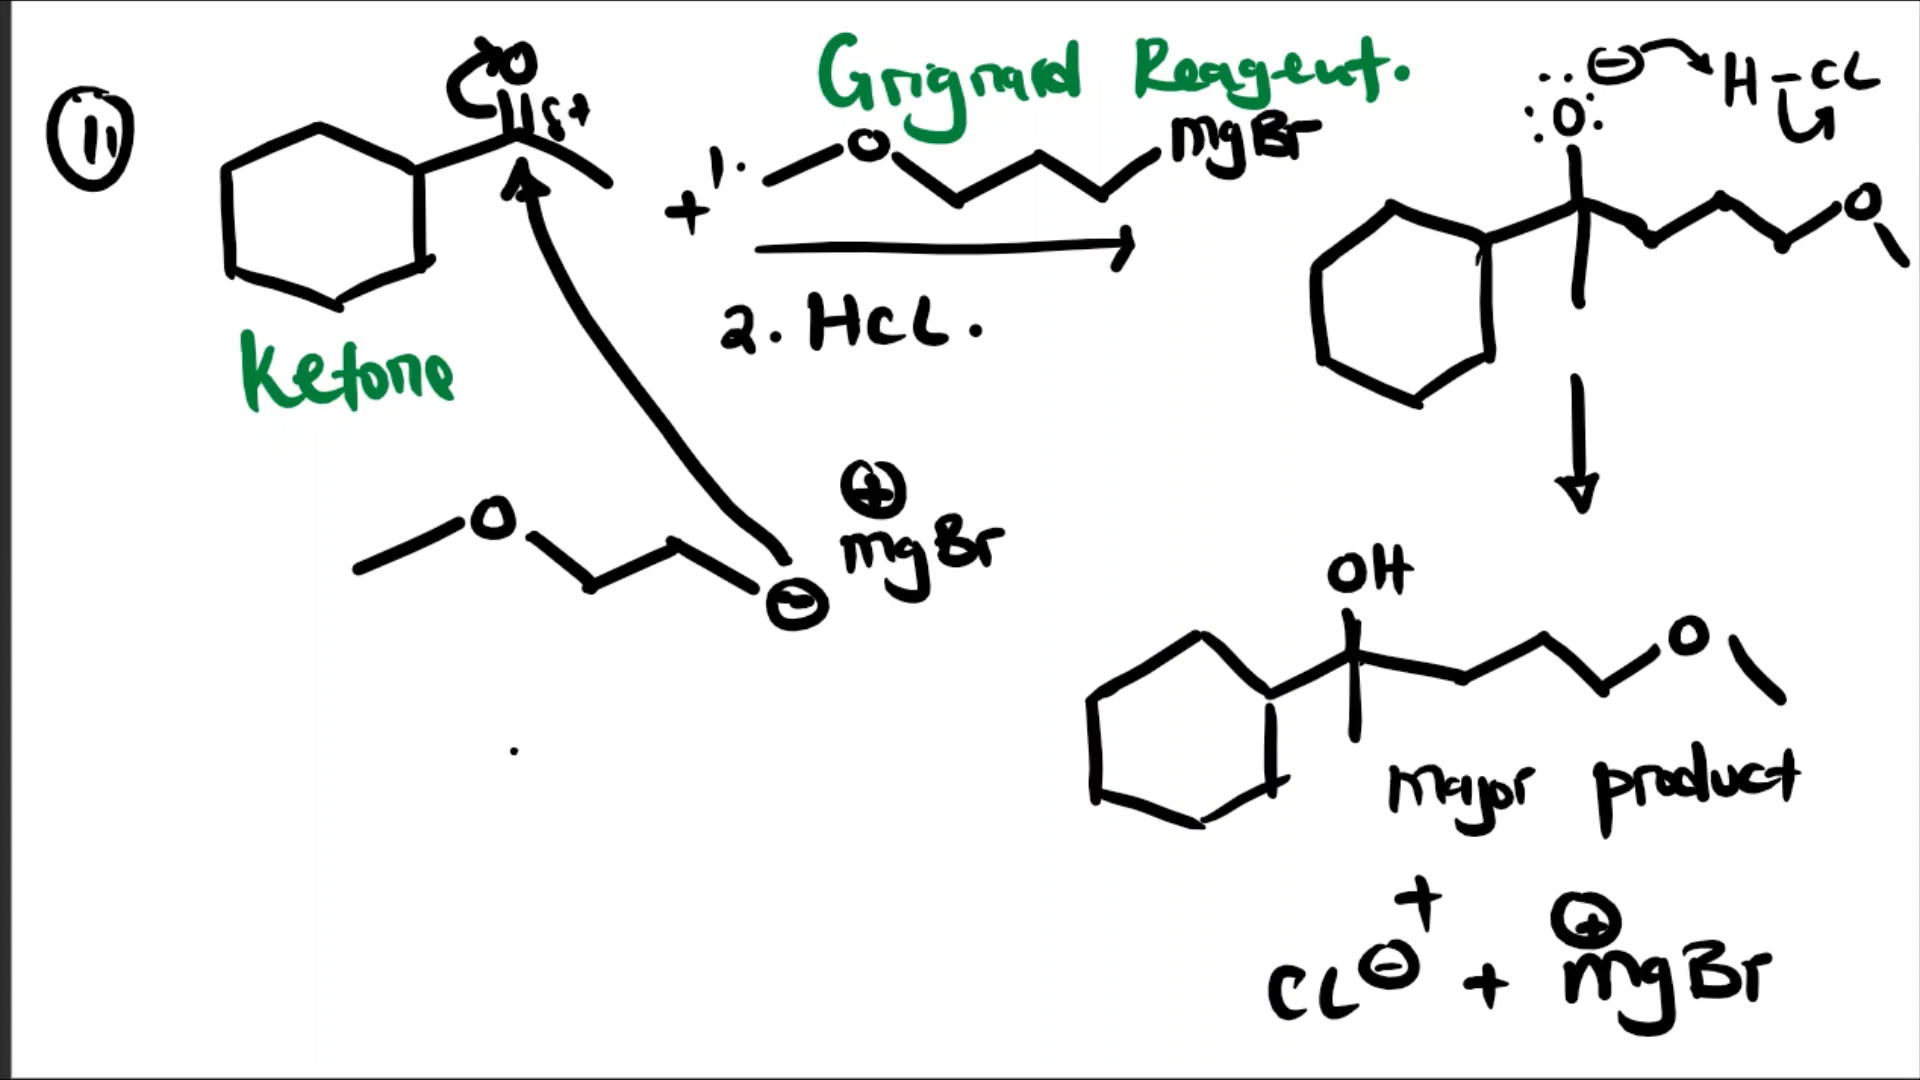 11
O
δ+
Grignard Reagent.
+ 1.
O
MgBr
2. HCL.
Ketone
O
⊖
⊕
MgBr
⊖
:O:
H-CL
O
OH
O
Major product
+
CL⊖ + ⊕MgBr